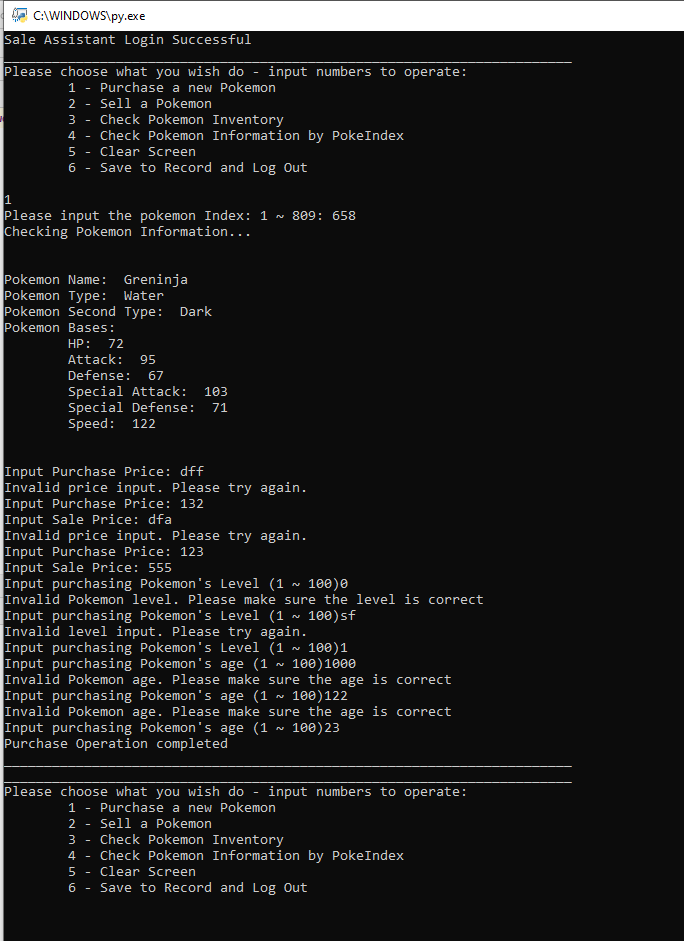 C:\WINDOWS\py.exe
Sale Assistant Login Successful
_______________________________________________________________________
Please choose what you wish do - input numbers to operate:
1 - Purchase a new Pokemon
2 - Sell a Pokemon
3 - Check Pokemon Inventory
4 - Check Pokemon Information by PokeIndex
5 - Clear Screen
6 - Save to Record and Log Out
1
Please input the pokemon Index: 1 ~ 809: 658
Checking Pokemon Information...
Pokemon Name:  Greninja
Pokemon Type:  Water
Pokemon Second Type:  Dark
Pokemon Bases:
HP:  72
Attack:  95
Defense:  67
Special Attack:  103
Special Defense:  71
Speed:  122
Input Purchase Price: dff
Invalid price input. Please try again.
Input Purchase Price: 132
Input Sale Price: dfa
Invalid price input. Please try again.
Input Purchase Price: 123
Input Sale Price: 555
Input purchasing Pokemon's Level (1 ~ 100)0
Invalid Pokemon level. Please make sure the level is correct
Input purchasing Pokemon's Level (1 ~ 100)sf
Invalid level input. Please try again.
Input purchasing Pokemon's Level (1 ~ 100)1
Input purchasing Pokemon's age (1 ~ 100)1000
Invalid Pokemon age. Please make sure the age is correct
Input purchasing Pokemon's age (1 ~ 100)122
Invalid Pokemon age. Please make sure the age is correct
Input purchasing Pokemon's age (1 ~ 100)23
Purchase Operation completed
_______________________________________________________________________
_______________________________________________________________________
Please choose what you wish do - input numbers to operate:
1 - Purchase a new Pokemon
2 - Sell a Pokemon
3 - Check Pokemon Inventory
4 - Check Pokemon Information by PokeIndex
5 - Clear Screen
6 - Save to Record and Log Out